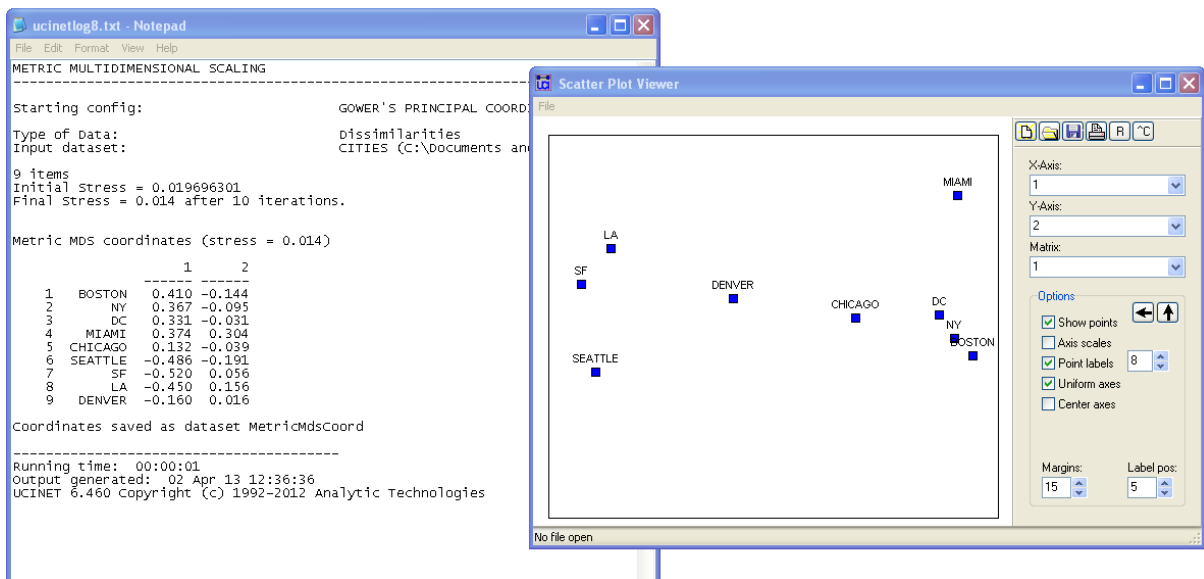 ucinetlog8.txt - Notepad
File Edit Format View Help
METRIC MULTIDIMENSIONAL SCALING
--------------------------------------------------------------------------------
Starting config: GOWER'S PRINCIPAL COORD
Type of Data: Dissimilarities
Input dataset: CITIES (C:\Documents an
9 items
Initial Stress = 0.019696301
Final Stress = 0.014 after 10 iterations.
Metric MDS coordinates (stress = 0.014)
1 2
------ ------
1 BOSTON 0.410 -0.144
2 NY 0.367 -0.095
3 DC 0.331 -0.031
4 MIAMI 0.374 0.304
5 CHICAGO 0.132 -0.039
6 SEATTLE -0.486 -0.191
7 SF -0.520 0.056
8 LA -0.450 0.156
9 DENVER -0.160 0.016
Coordinates saved as dataset MetricMdsCoord
----------------------------------------
Running time: 00:00:01
Output generated: 02 Apr 13 12:36:36
UCINET 6.460 Copyright (c) 1992-2012 Analytic Technologies
uci Scatter Plot Viewer
File
MIAMI
LA
SF
DENVER
CHICAGO
DC
NY
BOSTON
SEATTLE
R ^C
X-Axis:
1
Y-Axis:
2
Matrix:
1
Options
Show points
Axis scales
Point labels 8
Uniform axes
Center axes
Margins: Label pos:
15 5
No file open